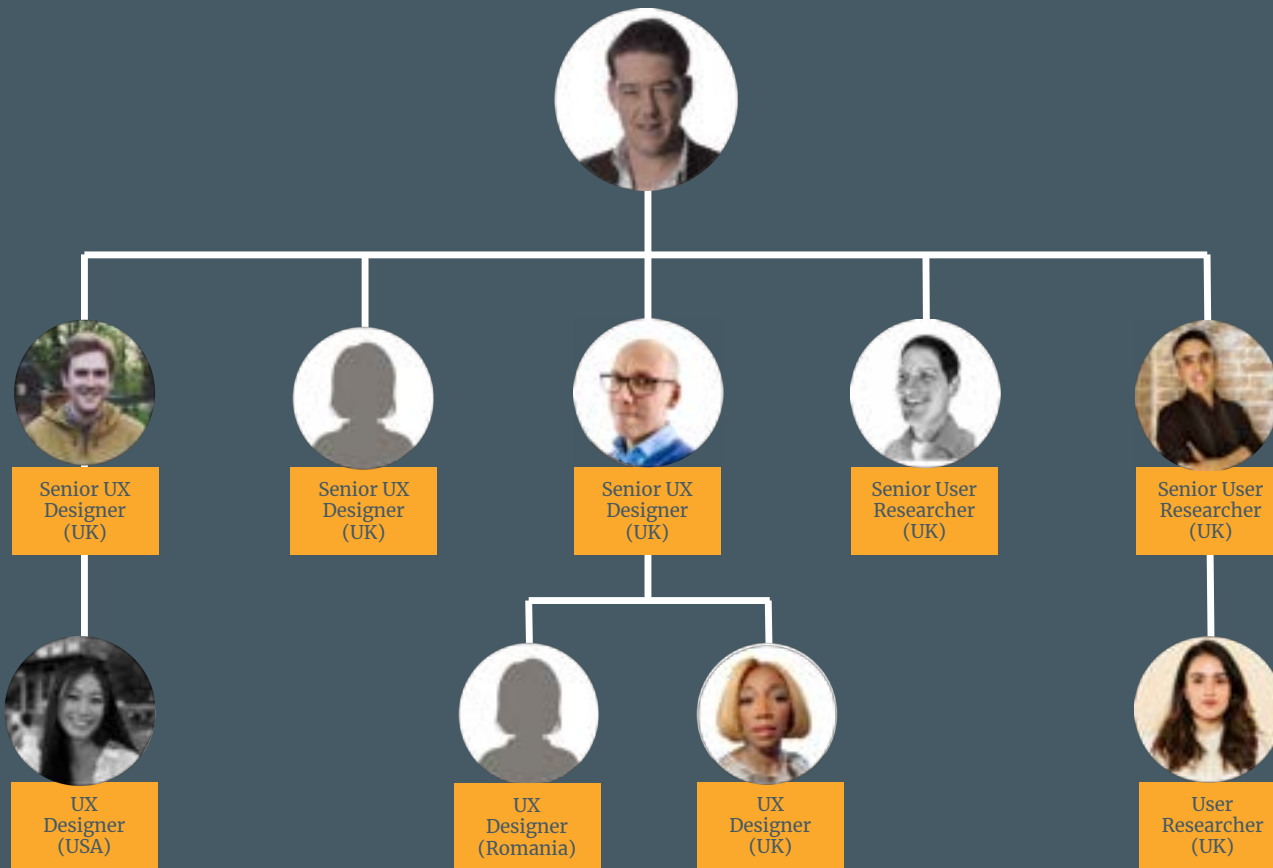 Senior UX
Designer
(UK)
Senior UX
Designer
(UK)
Senior UX
Designer
(UK)
Senior User
Researcher
(UK)
Senior User
Researcher
(UK)
UX
Designer
(USA)
UX
Designer
(Romania)
UX
Designer
(UK)
User
Researcher
(UK)